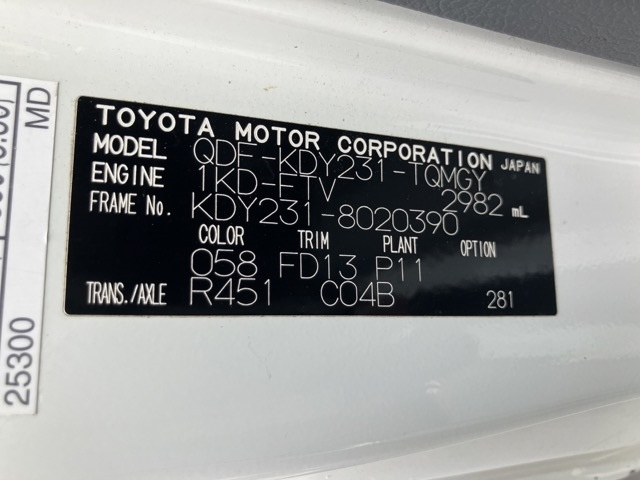 TOYOTA MOTOR CORPORATION JAPAN
MODEL QDF-KDY231-TQMGY
ENGINE 1KD-FTV 2982 mL
FRAME No. KDY231-8020390
COLOR TRIM PLANT OPTION
058 FD13 P11
TRANS./AXLE R451 C04B 281
MD
25300